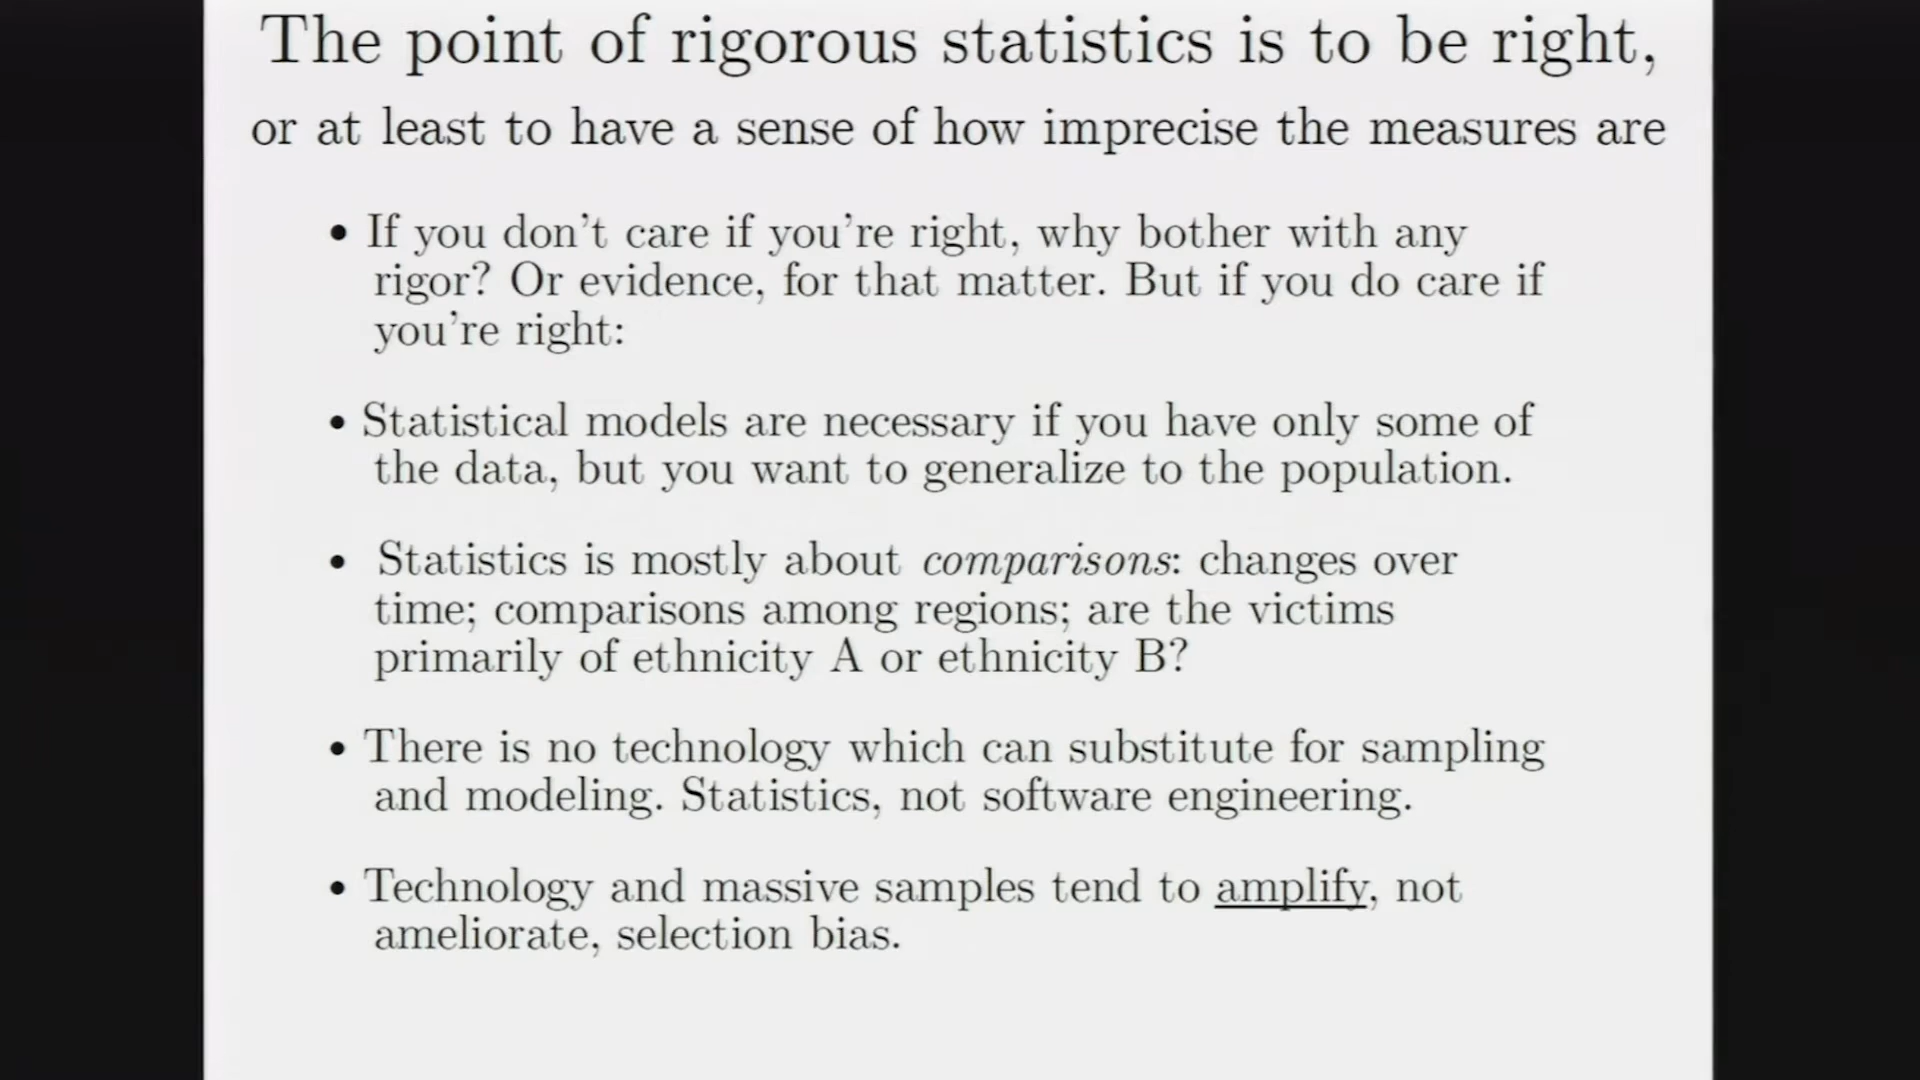 The point of rigorous statistics is to be right,
or at least to have a sense of how imprecise the measures are
• If you don't care if you're right, why bother with any
rigor? Or evidence, for that matter. But if you do care if
you're right:
• Statistical models are necessary if you have only some of
the data, but you want to generalize to the population.
• Statistics is mostly about comparisons: changes over
time; comparisons among regions; are the victims
primarily of ethnicity A or ethnicity B?
• There is no technology which can substitute for sampling
and modeling. Statistics, not software engineering.
• Technology and massive samples tend to amplify, not
ameliorate, selection bias.